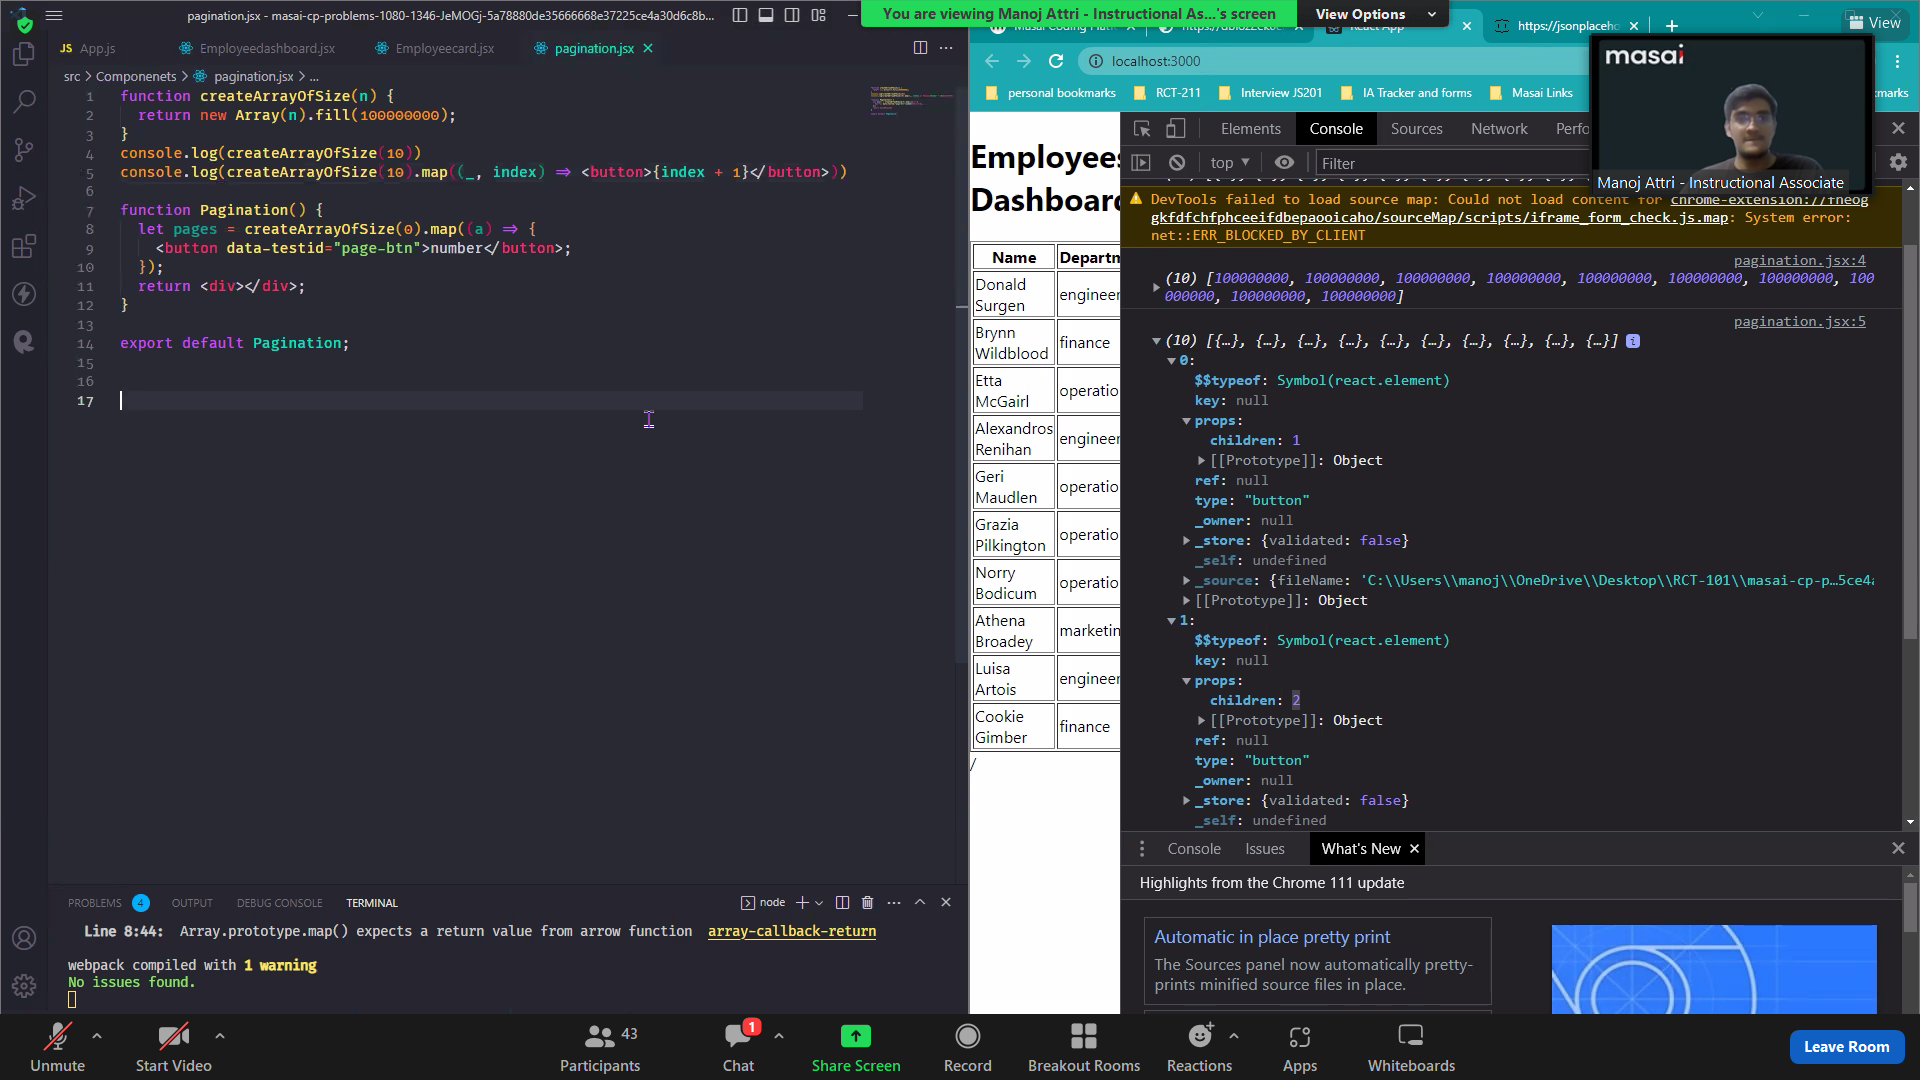 pagination.jsx - masai-cp-problems-1080-1346-JeMOGj-5a78880de35666668e37225ce4a30d6c8b...
You are viewing Manoj Attri - Instructional As...'s screen
View Options
View
JS App.js
Employeedashboard.jsx
Employeecard.jsx
pagination.jsx
src > Componenets > pagination.jsx > ...
1 function createArrayOfSize(n) {
2 return new Array(n).fill(100000000);
3 }
4 console.log(createArrayOfSize(10))
5 console.log(createArrayOfSize(10).map((_, index) => <button>{index + 1}</button>))
6
7 function Pagination() {
8 let pages = createArrayOfSize(0).map((a) => {
9 <button data-testid="page-btn">number</button>;
10 });
11 return <div></div>;
12 }
13
14 export default Pagination;
15
16
17
PROBLEMS 4 OUTPUT DEBUG CONSOLE TERMINAL
node
Line 8:44: Array.prototype.map() expects a return value from arrow function array-callback-return
webpack compiled with 1 warning
No issues found.
https://jsonplaceho
localhost:3000
personal bookmarks
RCT-211
Interview JS201
IA Tracker and forms
Masai Links
Employees
Dashboard
Name Departm
Donald Surgen engineer
Brynn Wildblood finance
Etta McGairl operatio
Alexandros Renihan engineer
Geri Maudlen operatio
Grazia Pilkington operatio
Norry Bodicum operatio
Athena Broadey marketin
Luisa Artois engineer
Cookie Gimber finance
/
Elements Console Sources Network Perfo
top Filter
DevTools failed to load source map: Could not load content for chrome-extension://fheog
gkfdfchfphceeifdbepaooicaho/sourceMap/scripts/iframe_form_check.js.map: System error:
net::ERR_BLOCKED_BY_CLIENT
pagination.jsx:4
(10) [100000000, 100000000, 100000000, 100000000, 100000000, 100000000, 100000000, 100
000000, 100000000, 100000000]
pagination.jsx:5
(10) [{…}, {…}, {…}, {…}, {…}, {…}, {…}, {…}, {…}, {…}]
0:
$$typeof: Symbol(react.element)
key: null
props:
children: 1
[[Prototype]]: Object
ref: null
type: "button"
_owner: null
_store: {validated: false}
_self: undefined
_source: {fileName: 'C:\\Users\\manoj\\OneDrive\\Desktop\\RCT-101\\masai-cp-p…5ce4a
[[Prototype]]: Object
1:
$$typeof: Symbol(react.element)
key: null
props:
children: 2
[[Prototype]]: Object
ref: null
type: "button"
_owner: null
_store: {validated: false}
_self: undefined
Console Issues What's New
Highlights from the Chrome 111 update
Automatic in place pretty print
The Sources panel now automatically pretty-
prints minified source files in place.
masai
Manoj Attri - Instructional Associate
Unmute
Start Video
Participants 43
Chat 1
Share Screen
Record
Breakout Rooms
Reactions
Apps
Whiteboards
Leave Room